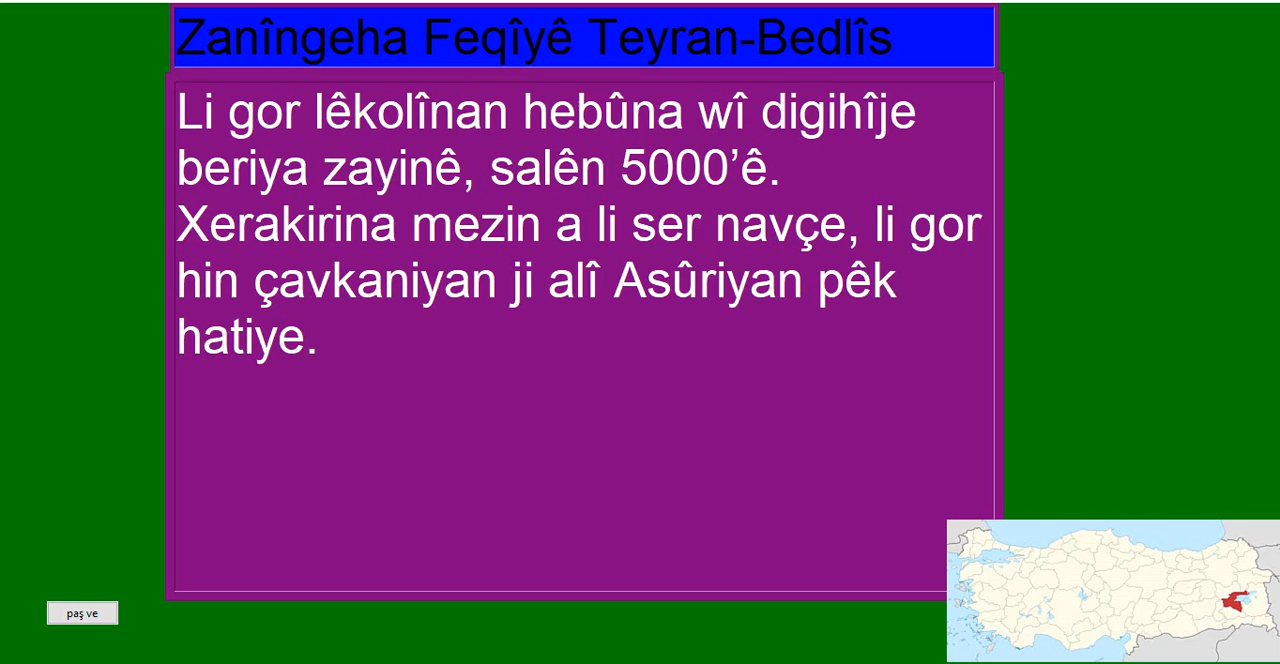 Zanîngeha Feqîyê Teyran-Bedlîs
Li gor lêkolînan hebûna wî digihîje
beriya zayinê, salên 5000’ê.
Xerakirina mezin a li ser navçe, li gor
hin çavkaniyan ji alî Asûriyan pêk
hatiye.
paş ve